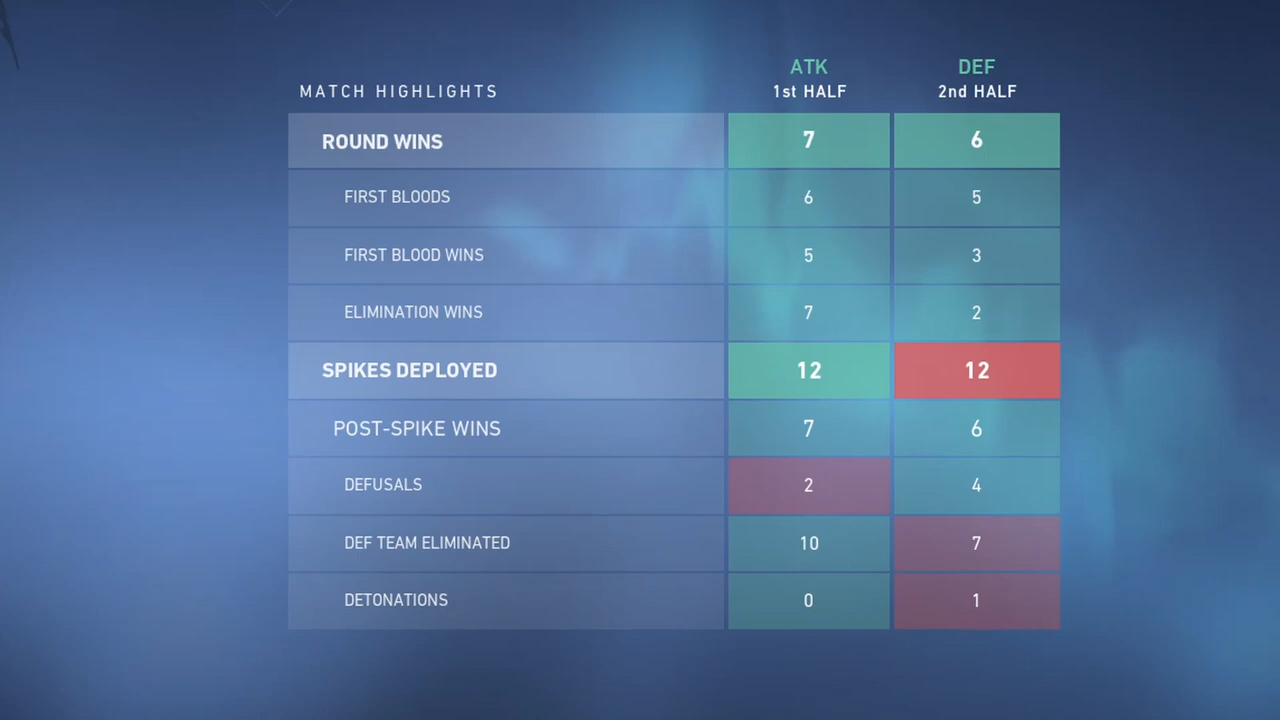 ATK DEF
MATCH HIGHLIGHTS 1st HALF 2nd HALF
ROUND WINS 7 6
FIRST BLOODS 6 5
FIRST BLOOD WINS 5 3
ELIMINATION WINS 7 2
SPIKES DEPLOYED 12 12
POST-SPIKE WINS 7 6
DEFUSALS 2 4
DEF TEAM ELIMINATED 10 7
DETONATIONS 0 1